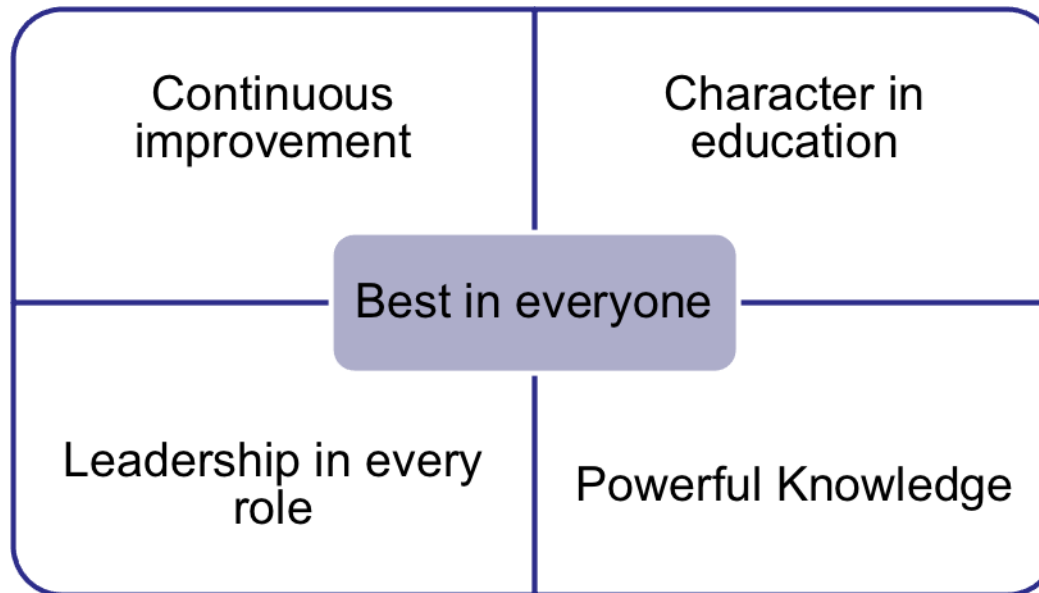 Continuous
improvement
Character in
education
Best in everyone
Leadership in every
role
Powerful Knowledge